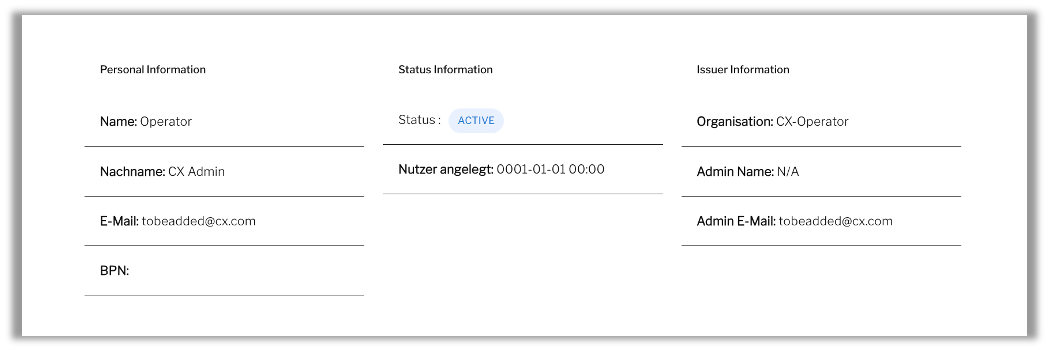 Personal Information
Name: Operator
Nachname: CX Admin
E-Mail: tobeadded@cx.com
BPN:
Status Information
Status : ACTIVE
Nutzer angelegt: 0001-01-01 00:00
Issuer Information
Organisation: CX-Operator
Admin Name: N/A
Admin E-Mail: tobeadded@cx.com